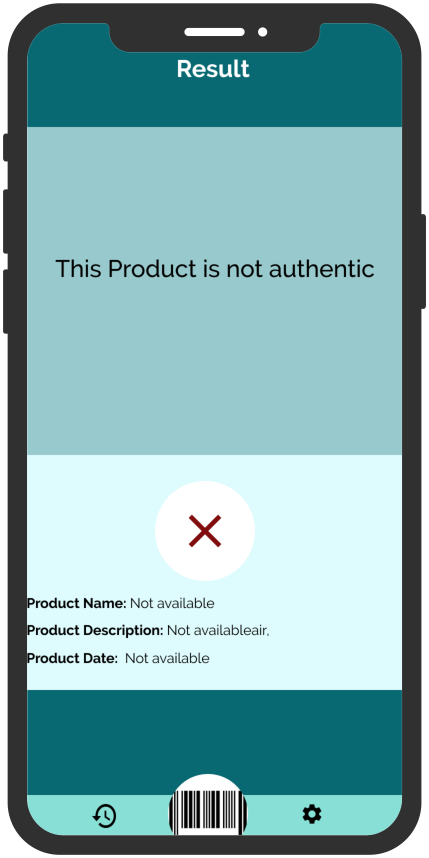 Result
This Product is not authentic
Product Name: Not available
Product Description: Not availableair,
Product Date: Not available